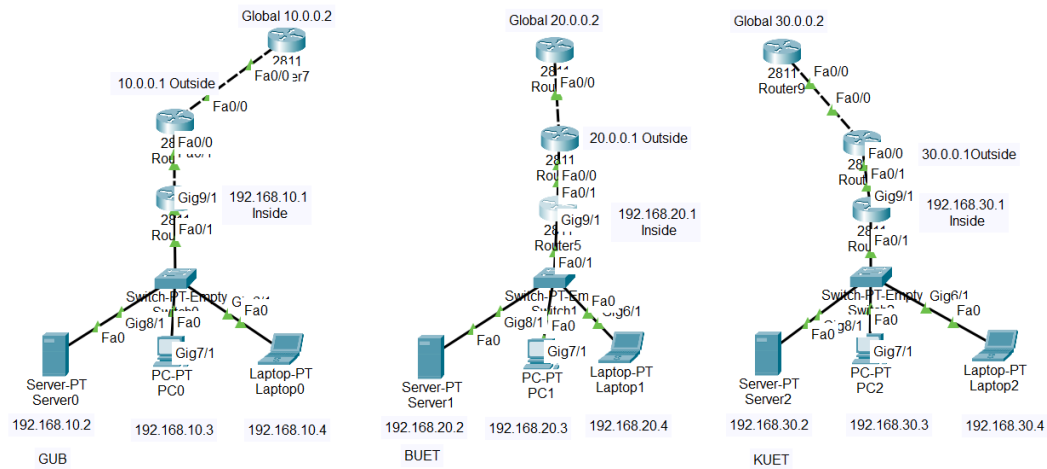 Global 10.0.0.2
2811
Fa0/0
10.0.0.1 Outside
Fa0/0
Fa0/0
Fa0/1
Gig9/1
192.168.10.1
Inside
2811
Fa0/1
Switch-PT-Empty
Fa0
Gig8/1
Fa0
Fa0
Gig7/1
Server-PT
Server0
PC-PT
PC0
Laptop-PT
Laptop0
192.168.10.2
192.168.10.3
192.168.10.4
GUB
Global 20.0.0.2
2811
Fa0/0
20.0.0.1 Outside
2811
Fa0/0
Fa0/1
Gig9/1
192.168.20.1
Inside
2811
Router5
Fa0/1
Switch1
Fa0
Gig8/1
Gig6/1
Fa0
Fa0
Gig7/1
Server-PT
Server1
PC-PT
PC1
Laptop-PT
Laptop1
192.168.20.2
192.168.20.3
192.168.20.4
BUET
Global 30.0.0.2
2811
Router9
Fa0/0
Fa0/0
Fa0/0
30.0.0.1Outside
Fa0/1
Gig9/1
192.168.30.1
Inside
2811
Fa0/1
Switch-PT-Empty
Gig6/1
Fa0
Gig8/1
Fa0
Fa0
Gig7/1
Server-PT
Server2
PC-PT
PC2
Laptop-PT
Laptop2
192.168.30.2
192.168.30.3
192.168.30.4
KUET